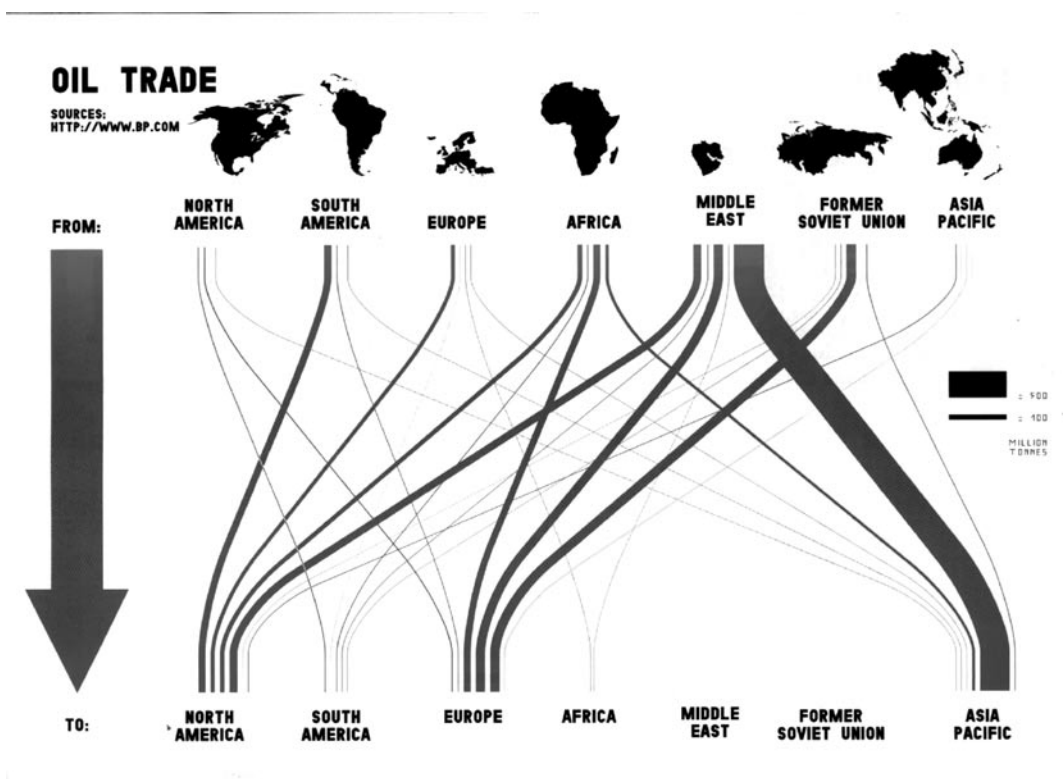 OIL TRADE
SOURCES:
HTTP://WWW.BP.COM
FROM:
NORTH
AMERICA
SOUTH
AMERICA
EUROPE
AFRICA
MIDDLE
EAST
FORMER
SOVIET UNION
ASIA
PACIFIC
= 500
= 100
MILLION
TONNES
TO:
NORTH
AMERICA
SOUTH
AMERICA
EUROPE
AFRICA
MIDDLE
EAST
FORMER
SOVIET UNION
ASIA
PACIFIC